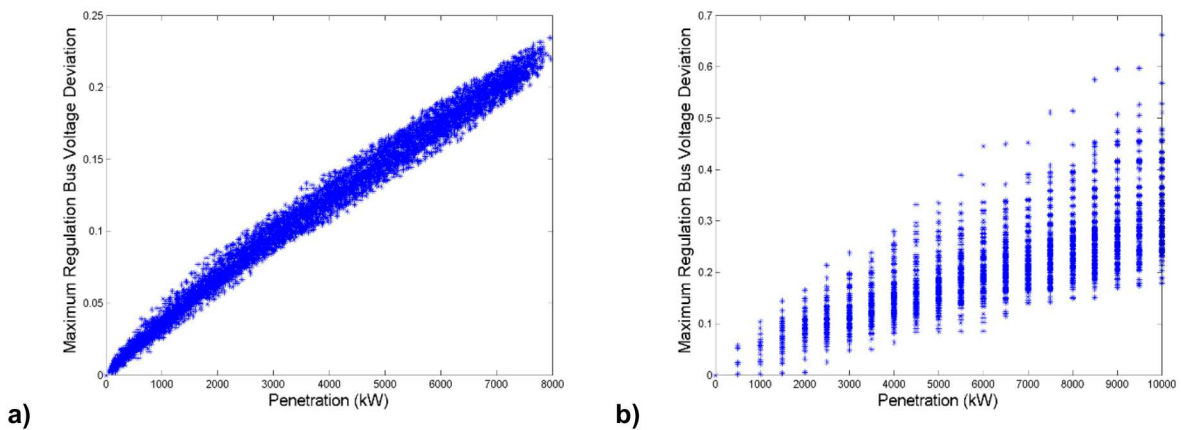 Maximum Regulation Bus Voltage Deviation
0.25
0.2
0.15
0.1
0.05
0
0 1000 2000 3000 4000 5000 6000 7000 8000
Penetration (kW)
a)
Maximum Regulation Bus Voltage Deviation
0.7
0.6
0.5
0.4
0.3
0.2
0.1
0
0 1000 2000 3000 4000 5000 6000 7000 8000 9000 10000
Penetration (kW)
b)